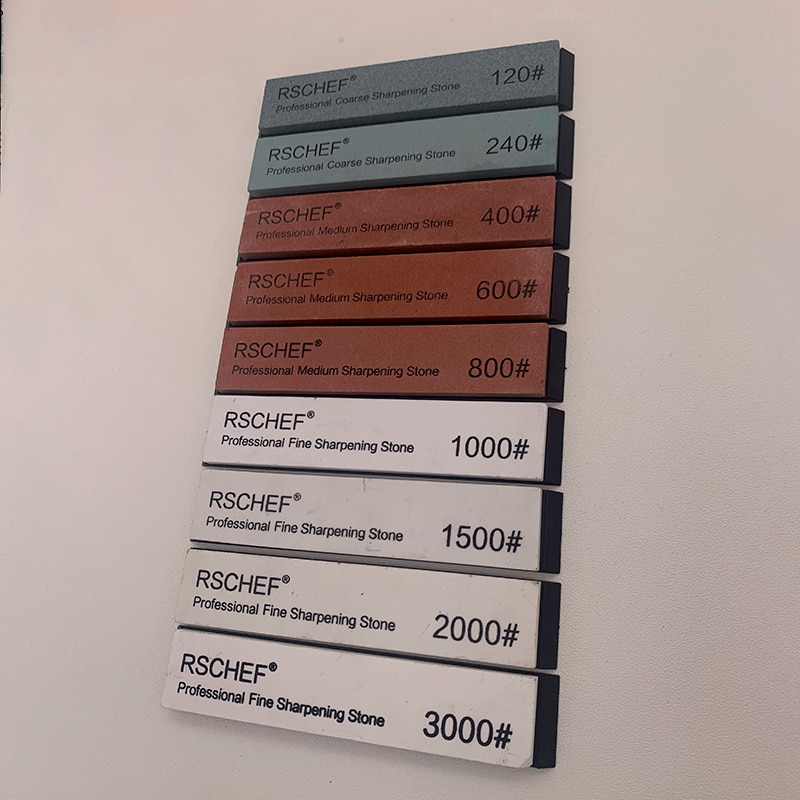 RSCHEF®
Professional Coarse Sharpening Stone
120#
RSCHEF®
Professional Coarse Sharpening Stone
240#
RSCHEF®
Professional Medium Sharpening Stone
400#
RSCHEF®
Professional Medium Sharpening Stone
600#
RSCHEF®
Professional Medium Sharpening Stone
800#
RSCHEF®
Professional Fine Sharpening Stone
1000#
RSCHEF®
Professional Fine Sharpening Stone
1500#
RSCHEF®
Professional Fine Sharpening Stone
2000#
RSCHEF®
Professional Fine Sharpening Stone
3000#